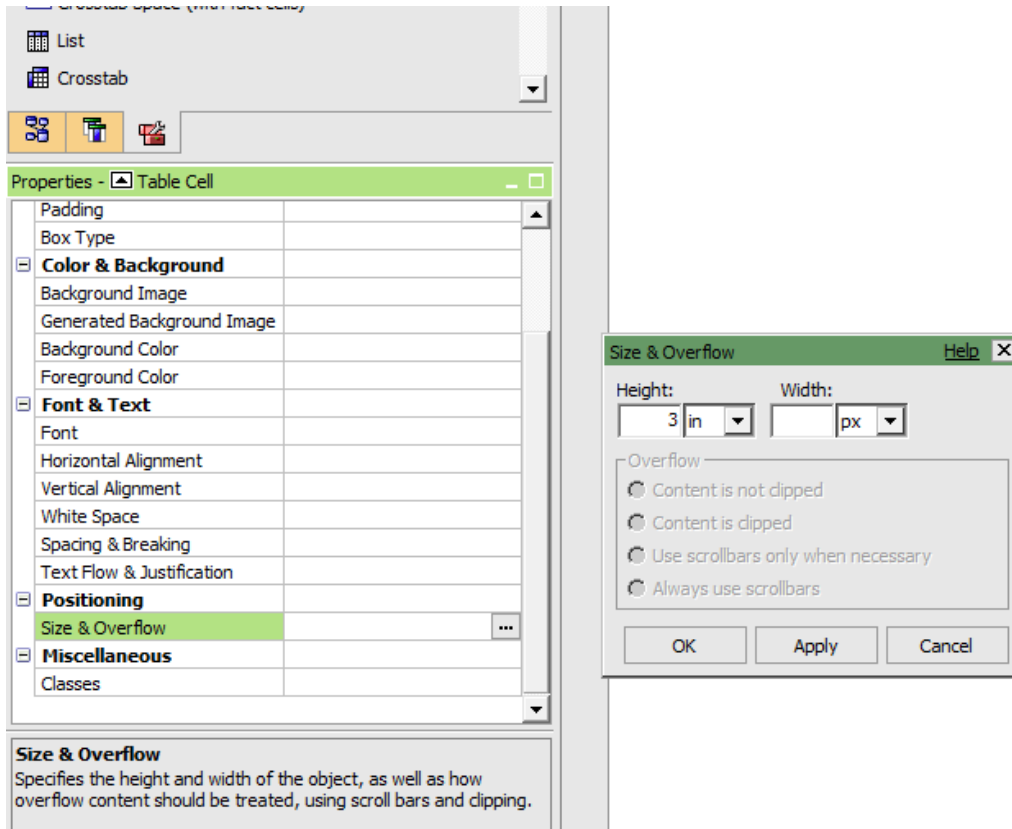 Crosstab Space (with fact cells)
List
Crosstab
Properties - Table Cell
Padding
Box Type
Color & Background
Background Image
Generated Background Image
Background Color
Foreground Color
Font & Text
Font
Horizontal Alignment
Vertical Alignment
White Space
Spacing & Breaking
Text Flow & Justification
Positioning
Size & Overflow
...
Miscellaneous
Classes
Size & Overflow
Specifies the height and width of the object, as well as how
overflow content should be treated, using scroll bars and clipping.
Size & Overflow Help X
Height: Width:
3 in px
Overflow
Content is not clipped
Content is clipped
Use scrollbars only when necessary
Always use scrollbars
OK Apply Cancel